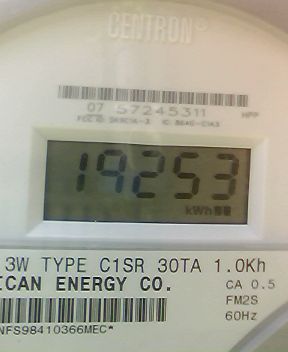 CENTRON®
07 57245311 HPP
19253
kWh
3W TYPE C1SR 30TA 1.0Kh
ICAN ENERGY CO. CA 0.5
FM2S
NFS98410366MEC* 60Hz